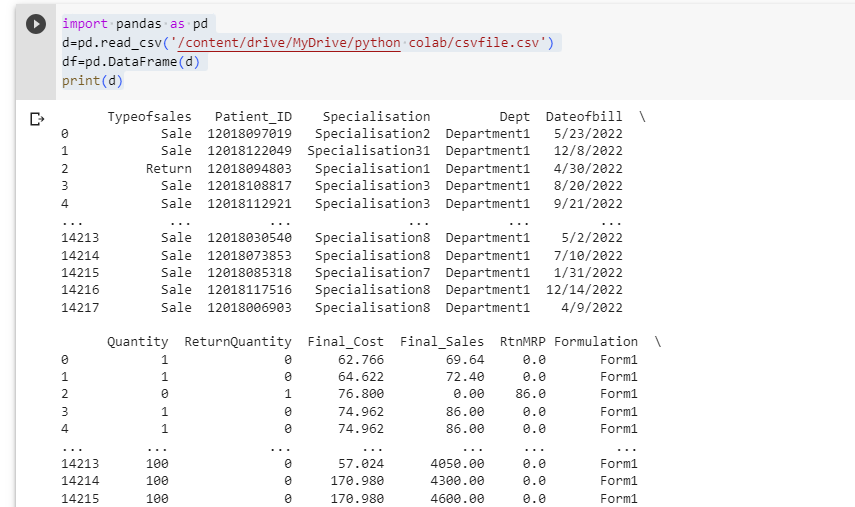 import pandas as pd
d=pd.read_csv('/content/drive/MyDrive/python colab/csvfile.csv')
df=pd.DataFrame(d)
print(d)
Typeofsales Patient_ID Specialisation Dept Dateofbill \
0 Sale 12018097019 Specialisation2 Department1 5/23/2022
1 Sale 12018122049 Specialisation31 Department1 12/8/2022
2 Return 12018094803 Specialisation1 Department1 4/30/2022
3 Sale 12018108817 Specialisation3 Department1 8/20/2022
4 Sale 12018112921 Specialisation3 Department1 9/21/2022
... ... ... ... ... ...
14213 Sale 12018030540 Specialisation8 Department1 5/2/2022
14214 Sale 12018073853 Specialisation8 Department1 7/10/2022
14215 Sale 12018085318 Specialisation7 Department1 1/31/2022
14216 Sale 12018117516 Specialisation8 Department1 12/14/2022
14217 Sale 12018006903 Specialisation8 Department1 4/9/2022
Quantity ReturnQuantity Final_Cost Final_Sales RtnMRP Formulation \
0 1 0 62.766 69.64 0.0 Form1
1 1 0 64.622 72.40 0.0 Form1
2 0 1 76.800 0.00 86.0 Form1
3 1 0 74.962 86.00 0.0 Form1
4 1 0 74.962 86.00 0.0 Form1
... ... ... ... ... ... ...
14213 100 0 57.024 4050.00 0.0 Form1
14214 100 0 170.980 4300.00 0.0 Form1
14215 100 0 170.980 4600.00 0.0 Form1